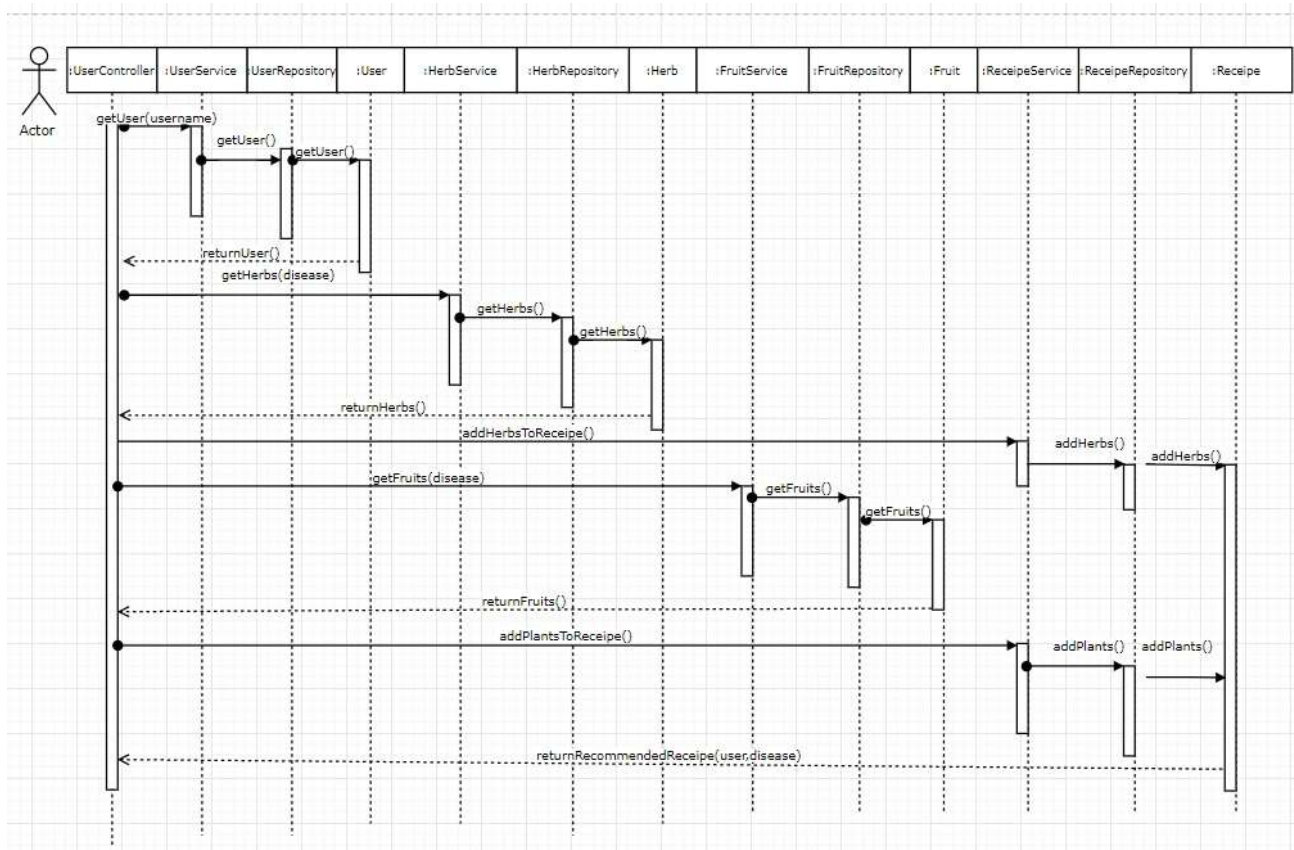 :UserController
:UserService
:UserRepository
:User
:HerbService
:HerbRepository
:Herb
:FruitService
:FruitRepository
:Fruit
:ReceipeService
:ReceipeRepository
:Receipe
Actor
getUser(username)
getUser()
getUser()
returnUser()
getHerbs(disease)
getHerbs()
getHerbs()
returnHerbs()
addHerbsToReceipe()
addHerbs()
addHerbs()
getFruits(disease)
getFruits()
getFruits()
returnFruits()
addPlantsToReceipe()
addPlants()
addPlants()
returnRecommendedReceipe(user,disease)